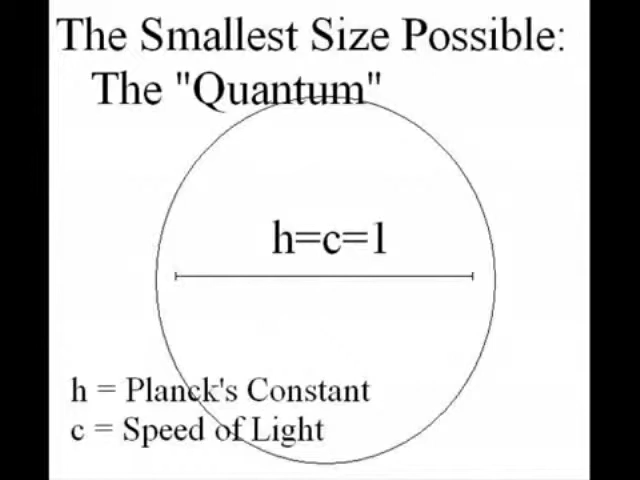 The Smallest Size Possible:
The "Quantum"
h=c=1
h = Planck's Constant
c = Speed of Light